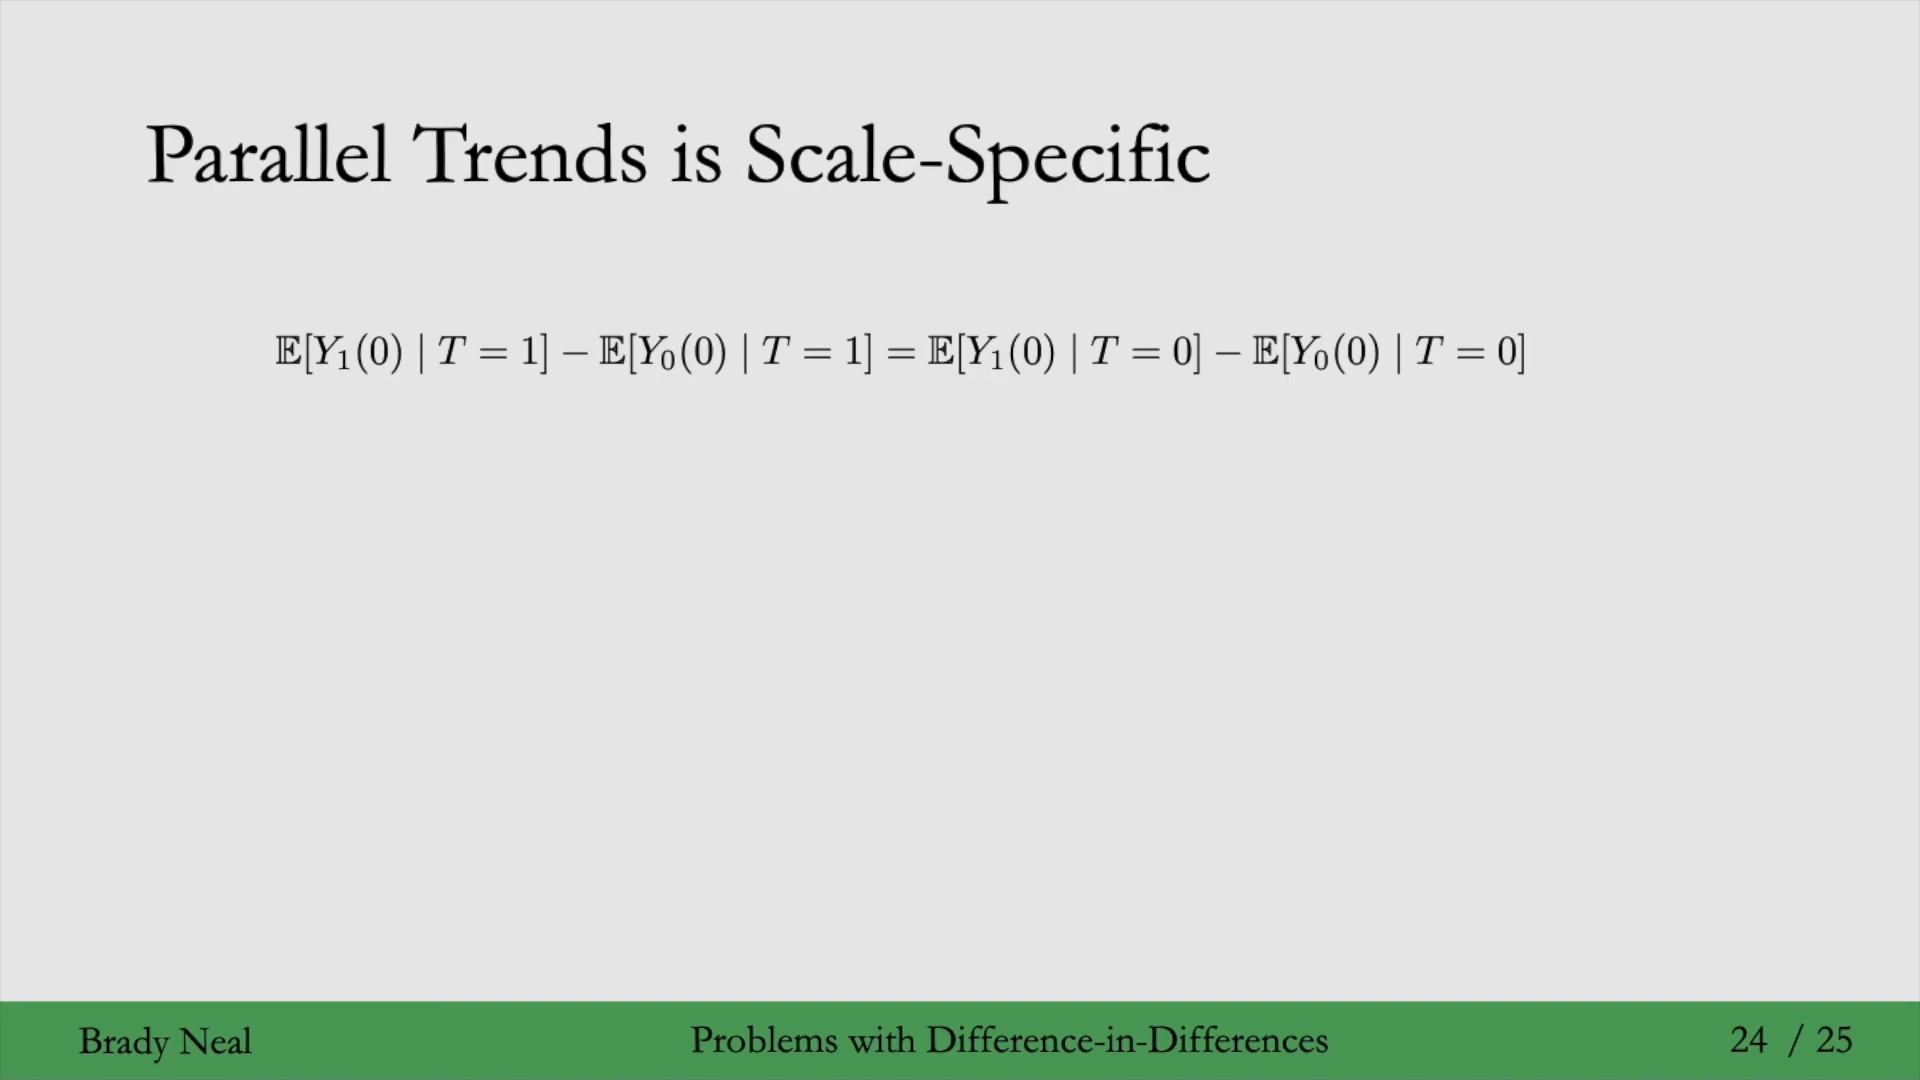 Parallel Trends is Scale-Specific
𝔼[Y₁(0) | T = 1] − 𝔼[Y₀(0) | T = 1] = 𝔼[Y₁(0) | T = 0] − 𝔼[Y₀(0) | T = 0]
Brady Neal Problems with Difference-in-Differences 24 / 25